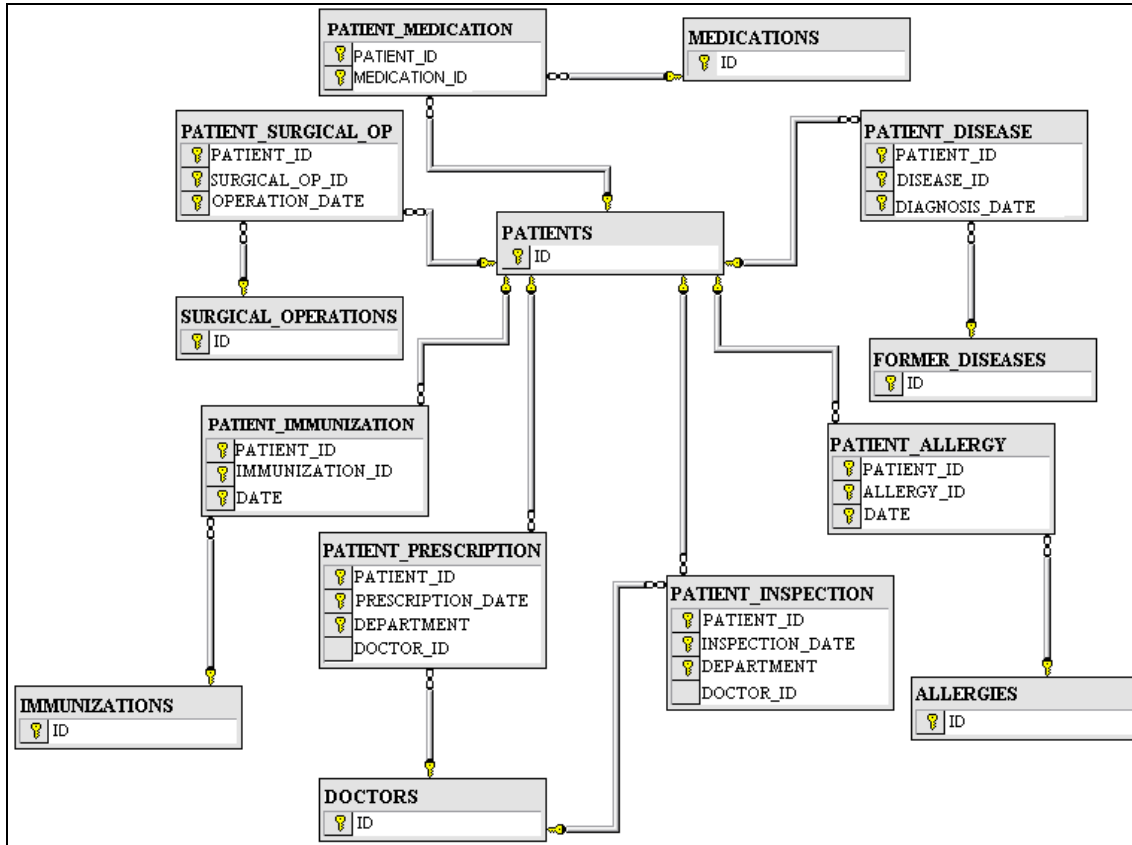 PATIENT_MEDICATION
PATIENT_ID
MEDICATION_ID
MEDICATIONS
ID
PATIENT_SURGICAL_OP
PATIENT_ID
SURGICAL_OP_ID
OPERATION_DATE
PATIENT_DISEASE
PATIENT_ID
DISEASE_ID
DIAGNOSIS_DATE
PATIENTS
ID
SURGICAL_OPERATIONS
ID
FORMER_DISEASES
ID
PATIENT_IMMUNIZATION
PATIENT_ID
IMMUNIZATION_ID
DATE
PATIENT_ALLERGY
PATIENT_ID
ALLERGY_ID
DATE
PATIENT_PRESCRIPTION
PATIENT_ID
PRESCRIPTION_DATE
DEPARTMENT
DOCTOR_ID
PATIENT_INSPECTION
PATIENT_ID
INSPECTION_DATE
DEPARTMENT
DOCTOR_ID
IMMUNIZATIONS
ID
ALLERGIES
ID
DOCTORS
ID